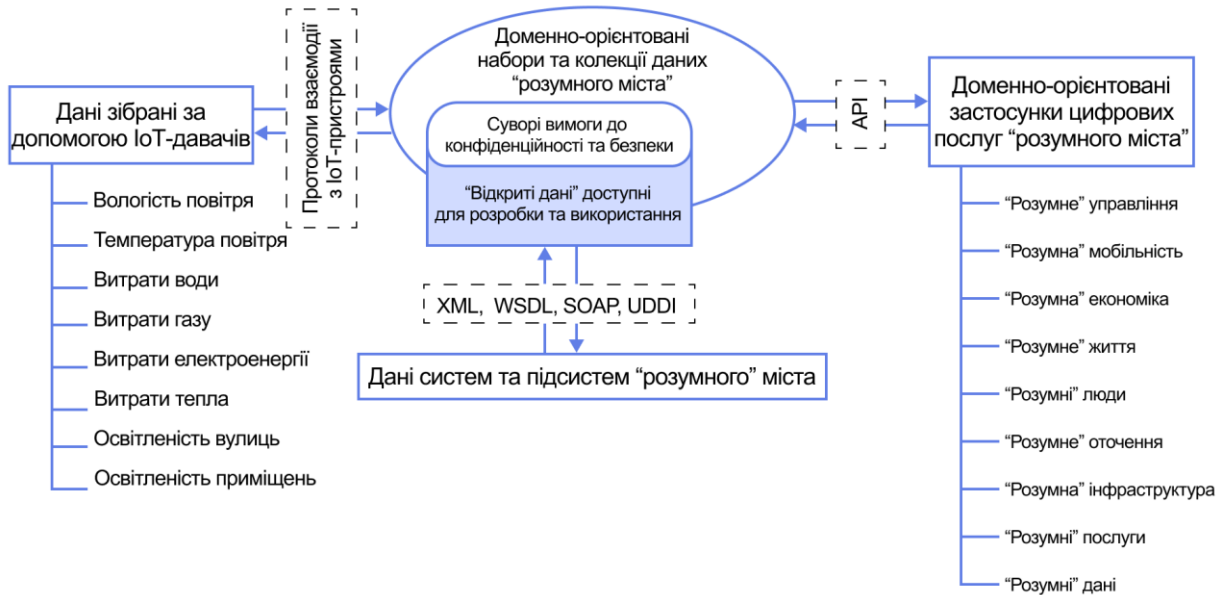 Дані зібрані за
допомогою IoT-давачів
Вологість повітря
Температура повітря
Витрати води
Витрати газу
Витрати електроенергії
Витрати тепла
Освітленість вулиць
Освітленість приміщень
Протоколи взаємодії
з IoT-пристроями
Доменно-орієнтовані
набори та колекції даних
“розумного міста”
Суворі вимоги до
конфіденційності та безпеки
“Відкриті дані” доступні
для розробки та використання
XML, WSDL, SOAP, UDDI
Дані систем та підсистем “розумного” міста
API
Доменно-орієнтовані
застосунки цифрових
послуг “розумного міста”
“Розумне” управління
“Розумна” мобільність
“Розумна” економіка
“Розумне” життя
“Розумні” люди
“Розумне” оточення
“Розумна” інфраструктура
“Розумні” послуги
“Розумні” дані